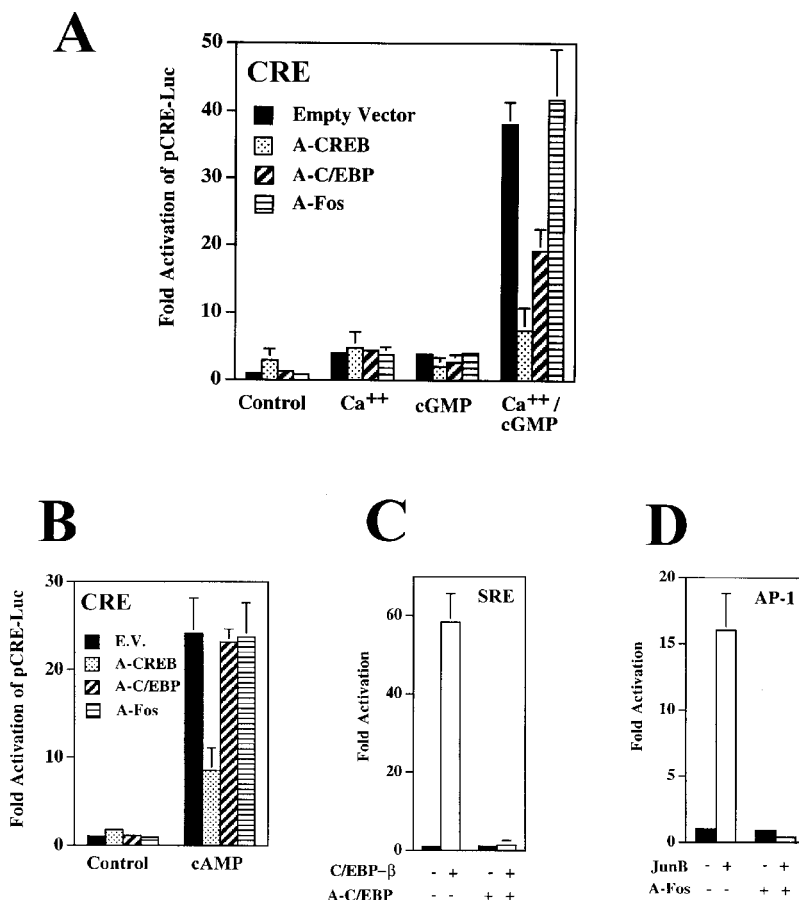 A
Fold Activation of pCRE-Luc
50
40
30
20
10
0
CRE
Empty Vector
A-CREB
A-C/EBP
A-Fos
Control
Ca++
cGMP
Ca++/
cGMP
B
Fold Activation of pCRE-Luc
30
20
10
0
CRE
E.V.
A-CREB
A-C/EBP
A-Fos
Control
cAMP
C
Fold Activation
60
40
20
0
SRE
C/EBP-β - + - +
A-C/EBP - - + +
D
Fold Activation
20
15
10
5
0
AP-1
JunB - + - +
A-Fos - - + +